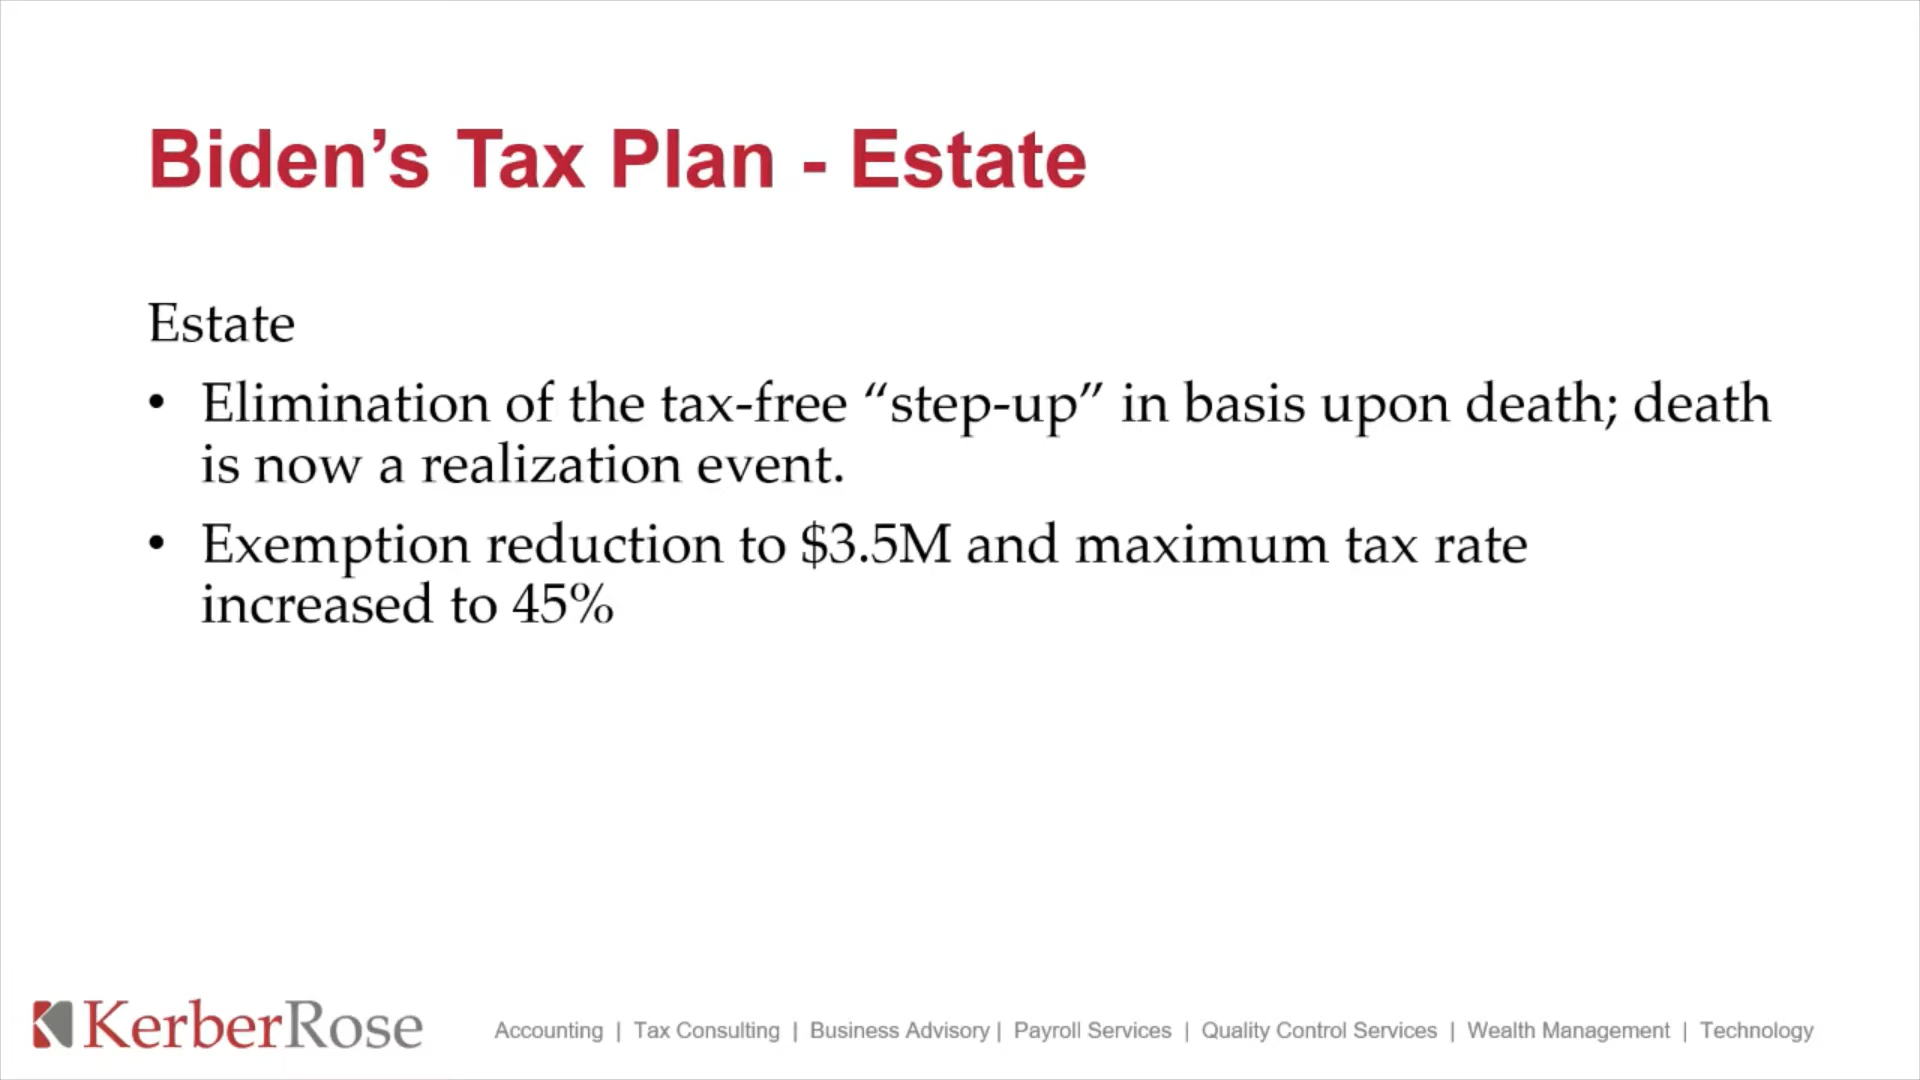 Biden’s Tax Plan - Estate
Estate
• Elimination of the tax-free “step-up” in basis upon death; death
is now a realization event.
• Exemption reduction to $3.5M and maximum tax rate
increased to 45%
KerberRose
Accounting | Tax Consulting | Business Advisory | Payroll Services | Quality Control Services | Wealth Management | Technology